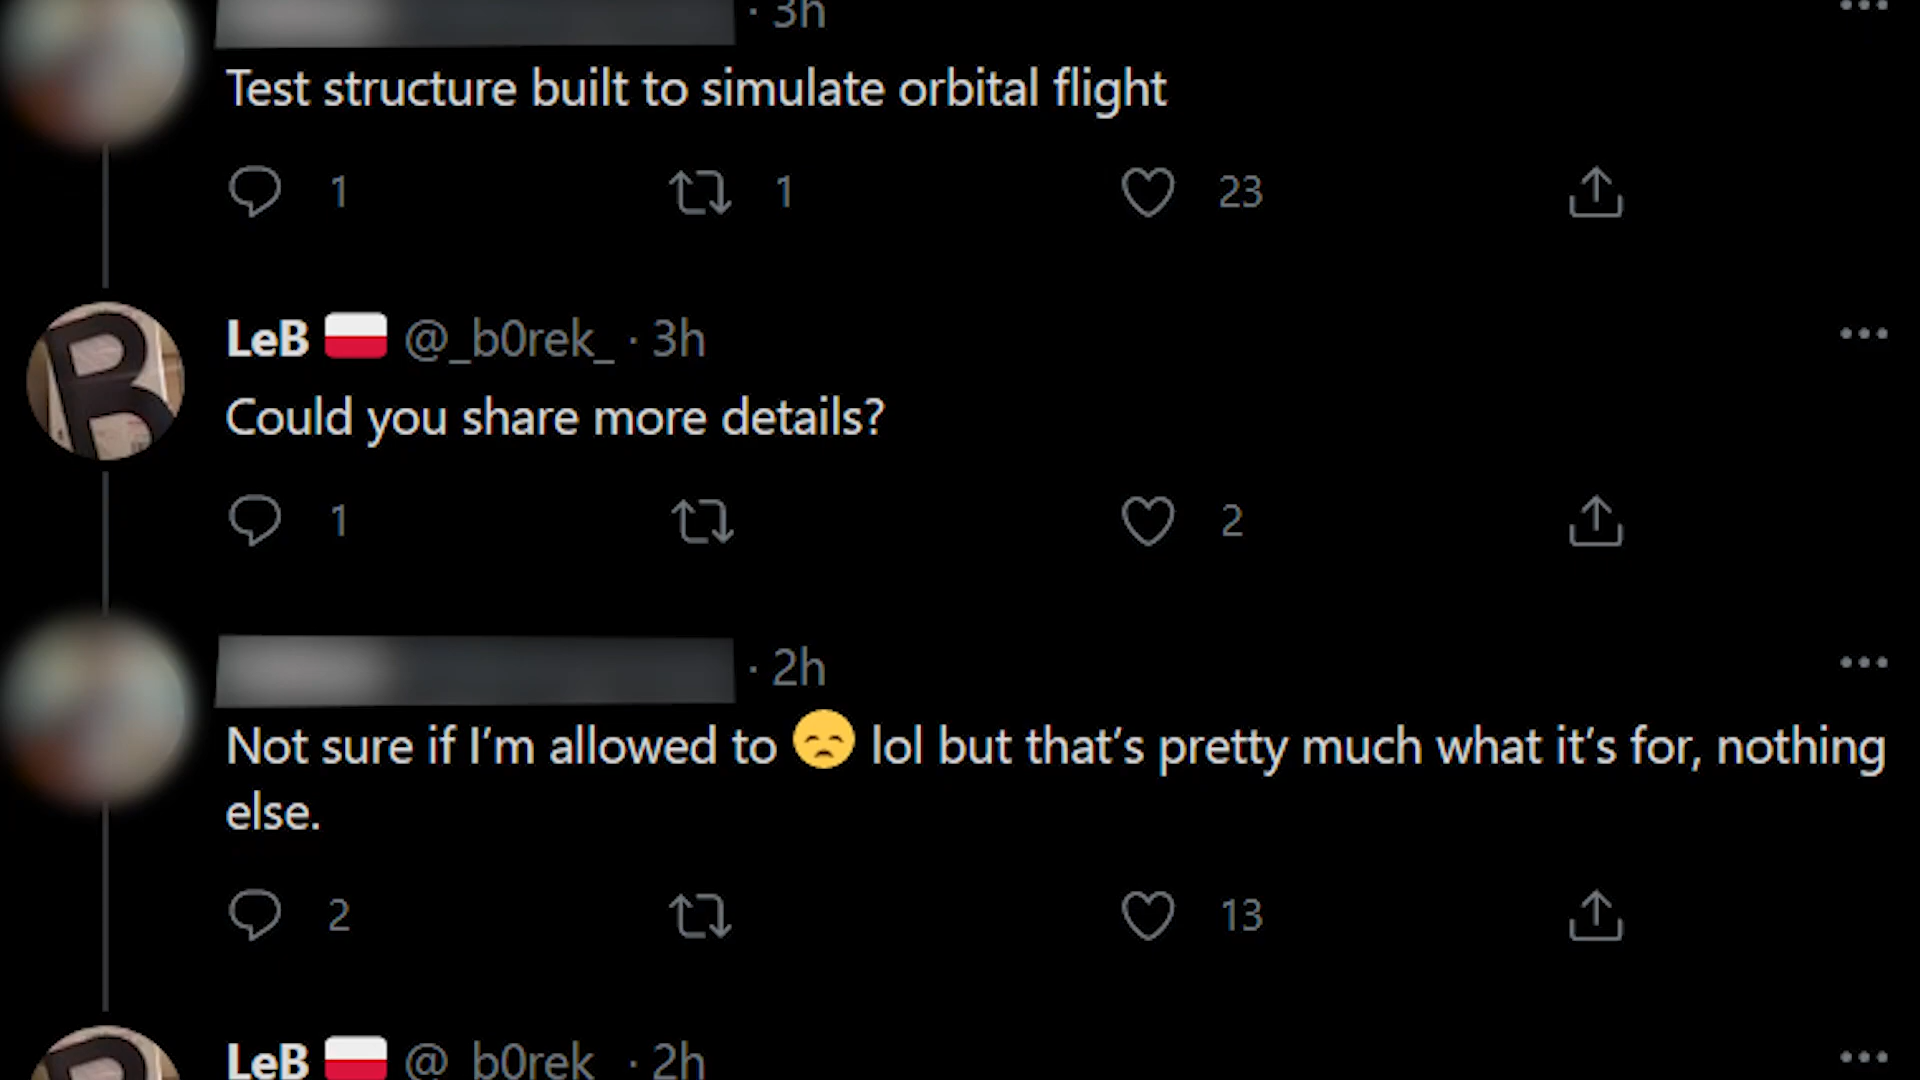 · 3h
Test structure built to simulate orbital flight
1 1 23
LeB 🇵🇱 @_b0rek_ · 3h
Could you share more details?
1 2
· 2h
Not sure if I’m allowed to 😞 lol but that’s pretty much what it’s for, nothing
else.
2 13
LeB 🇵🇱 @_b0rek_ · 2h